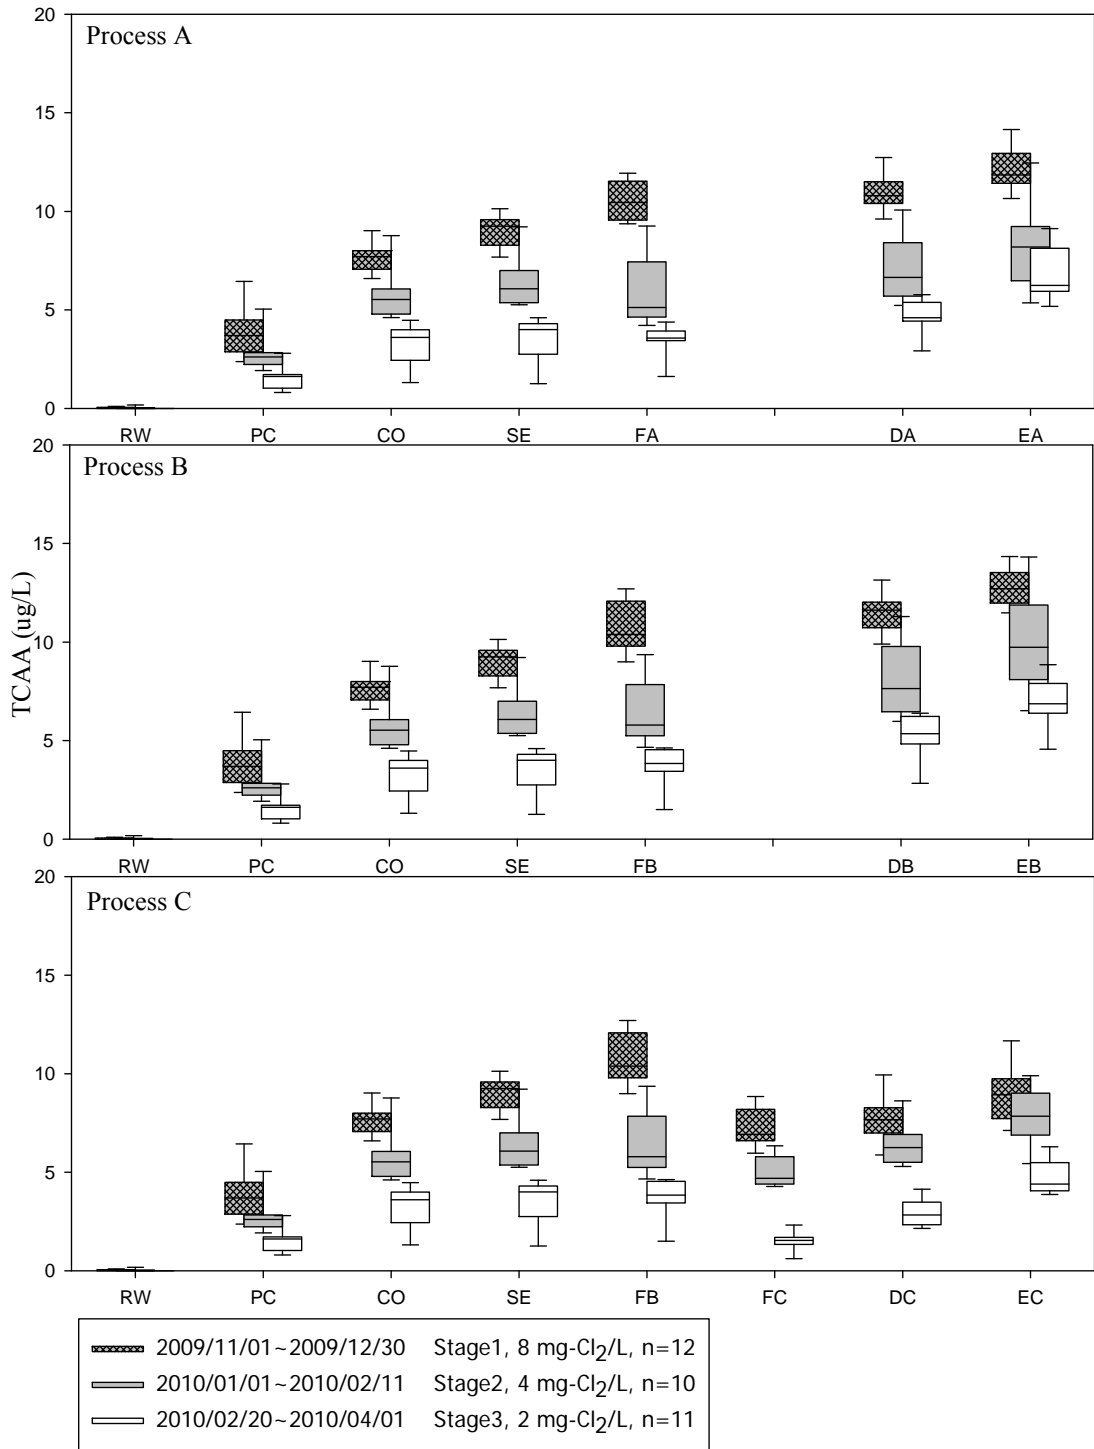 20
Process A
15
10
5
0
RW PC CO SE FA DA EA
20
Process B
15
10
5
0
RW PC CO SE FB DB EB
TCAA (ug/L)
20
Process C
15
10
5
0
RW PC CO SE FB FC DC EC
2009/11/01~2009/12/30 Stage1, 8 mg-Cl₂/L, n=12
2010/01/01~2010/02/11 Stage2, 4 mg-Cl₂/L, n=10
2010/02/20~2010/04/01 Stage3, 2 mg-Cl₂/L, n=11